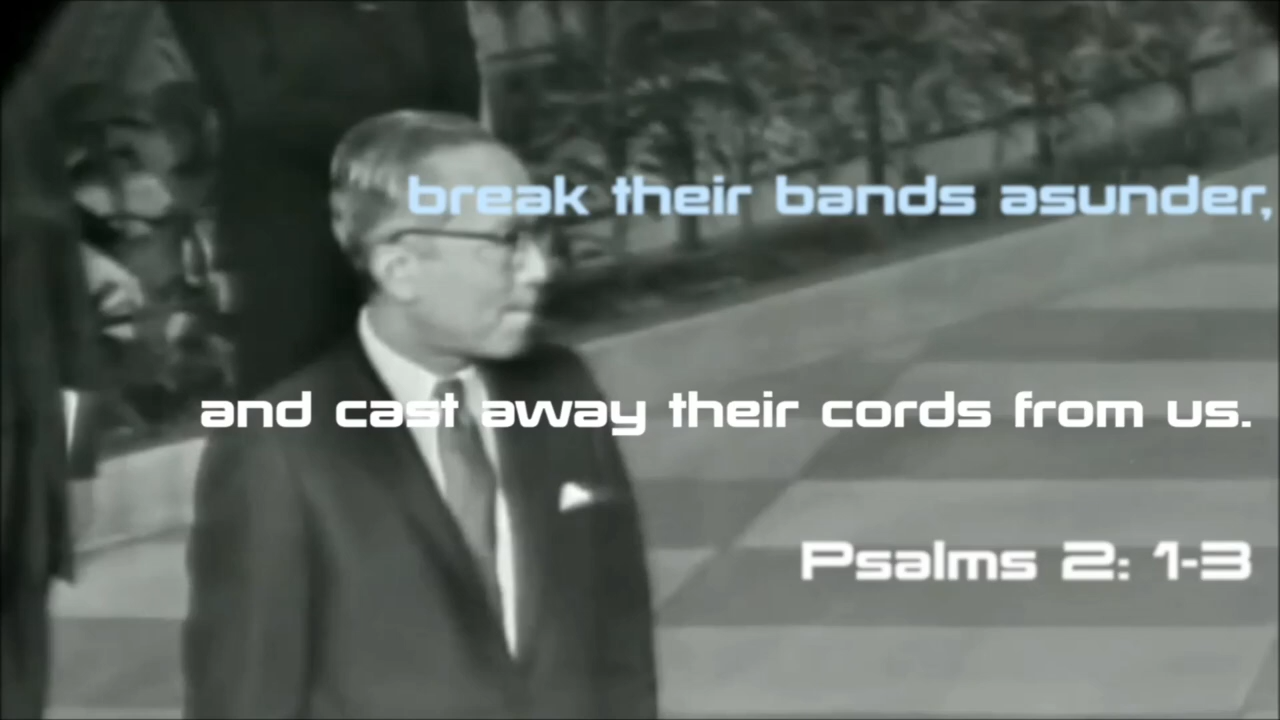 break their bands asunder,
and cast away their cords from us.
Psalms 2: 1-3